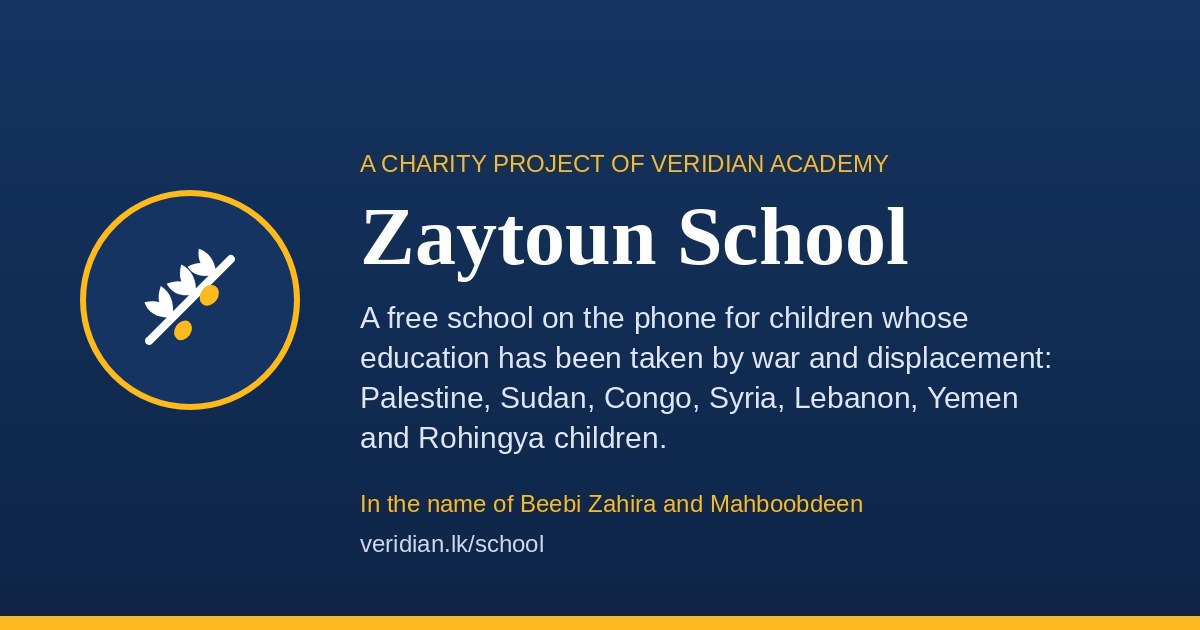 A CHARITY PROJECT OF VERIDIAN ACADEMY
Zaytoun School
A free school on the phone for children whose
education has been taken by war and displacement:
Palestine, Sudan, Congo, Syria, Lebanon, Yemen
and Rohingya children.
In the name of Beebi Zahira and Mahboobdeen
veridian.lk/school